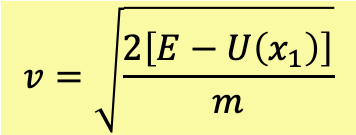 v = √(2[E − U(x₁)] / m)